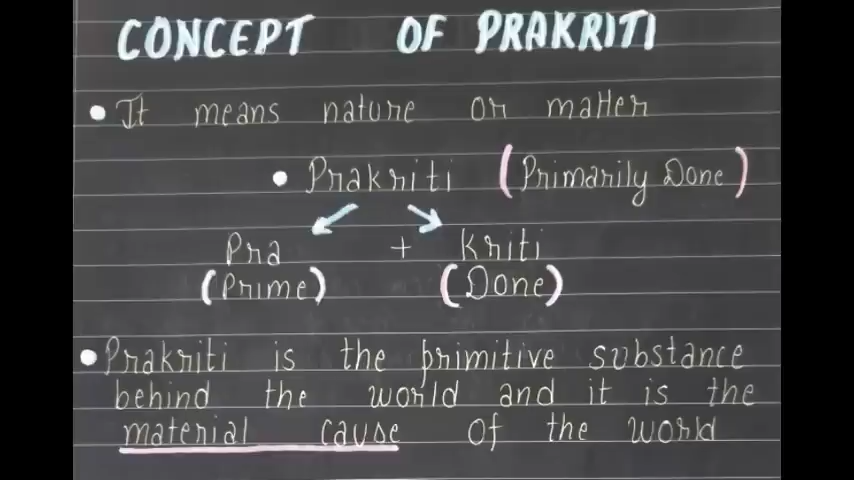 CONCEPT OF PRAKRITI
• It means nature or matter
• Prakriti (Primarily Done)
Pra + Kriti
(Prime) (Done)
• Prakriti is the primitive substance
behind the world and it is the
material cause of the world